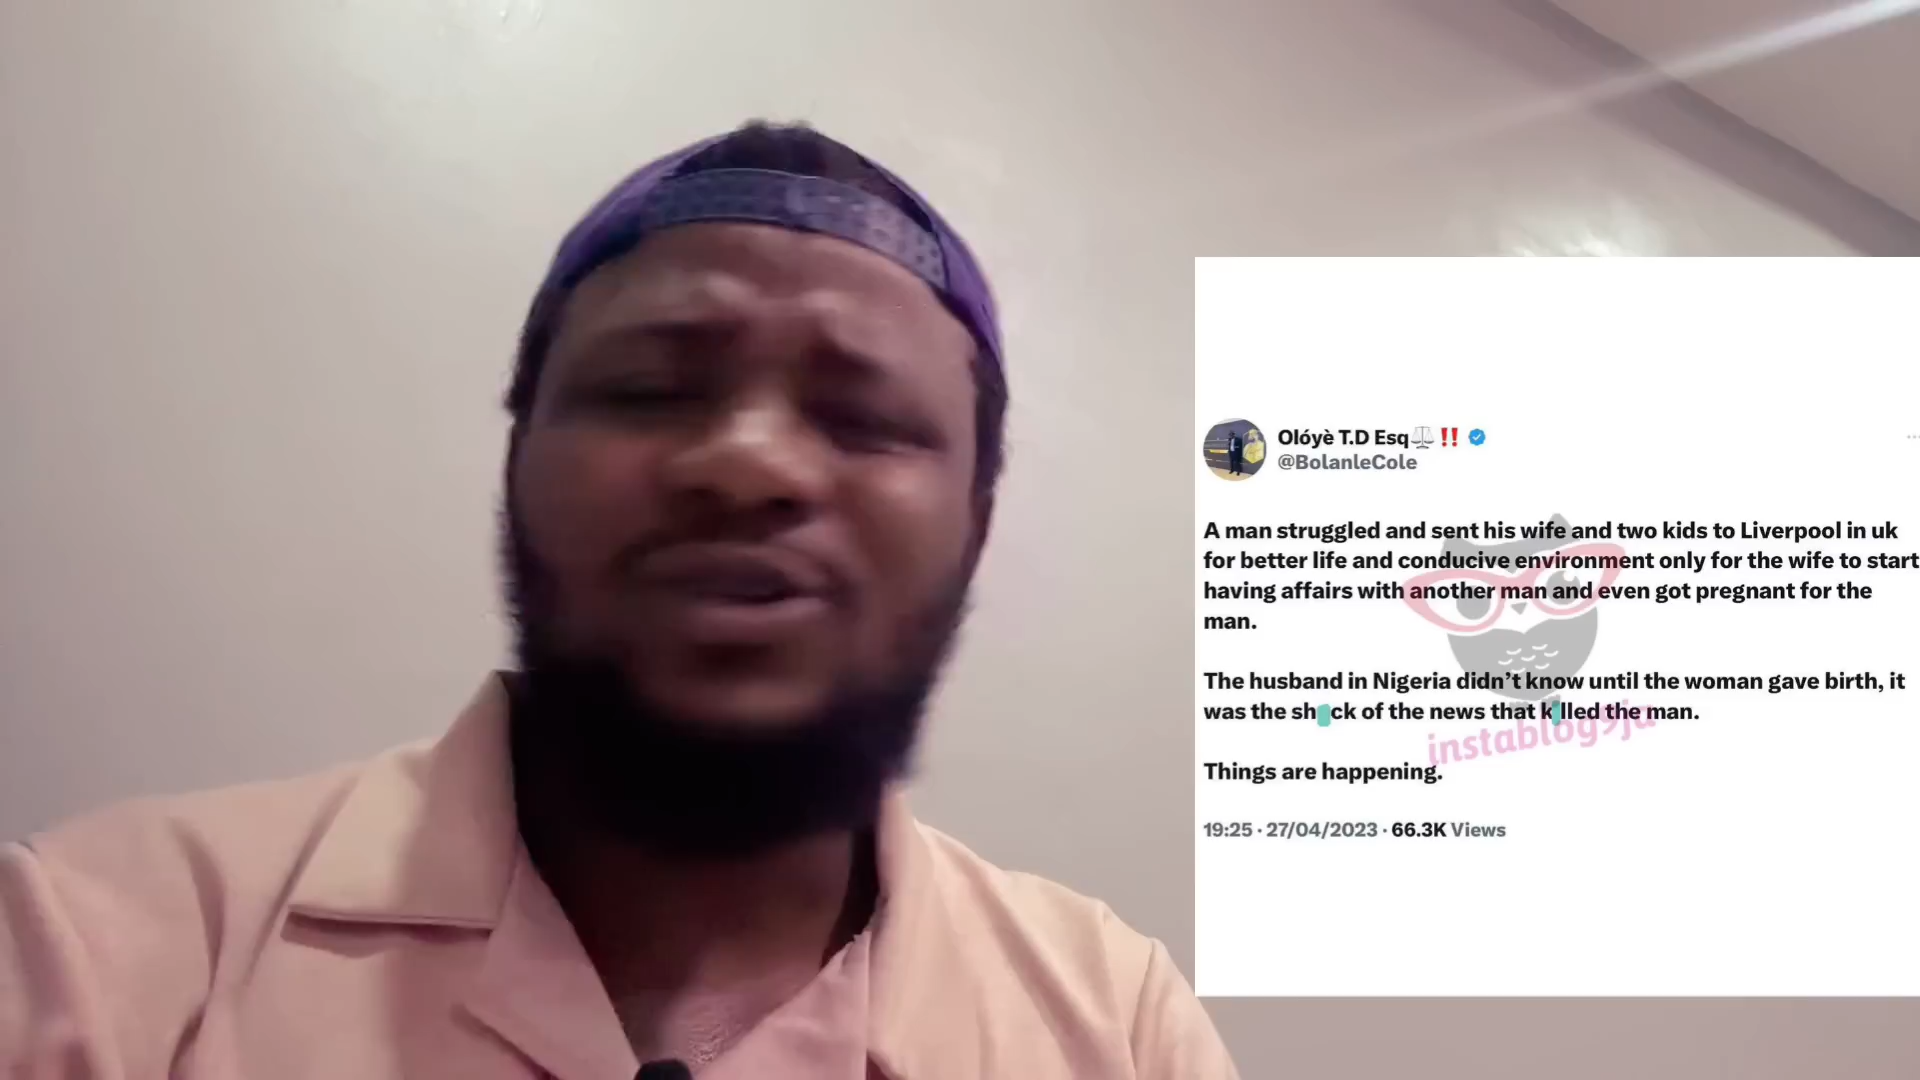 Olóyè T.D Esq⚖️‼️
@BolanleCole
A man struggled and sent his wife and two kids to Liverpool in uk
for better life and conducive environment only for the wife to start
having affairs with another man and even got pregnant for the
man.
The husband in Nigeria didn’t know until the woman gave birth, it
was the sh ck of the news that k lled the man.
instablog9ja
Things are happening.
19:25 · 27/04/2023 · 66.3K Views